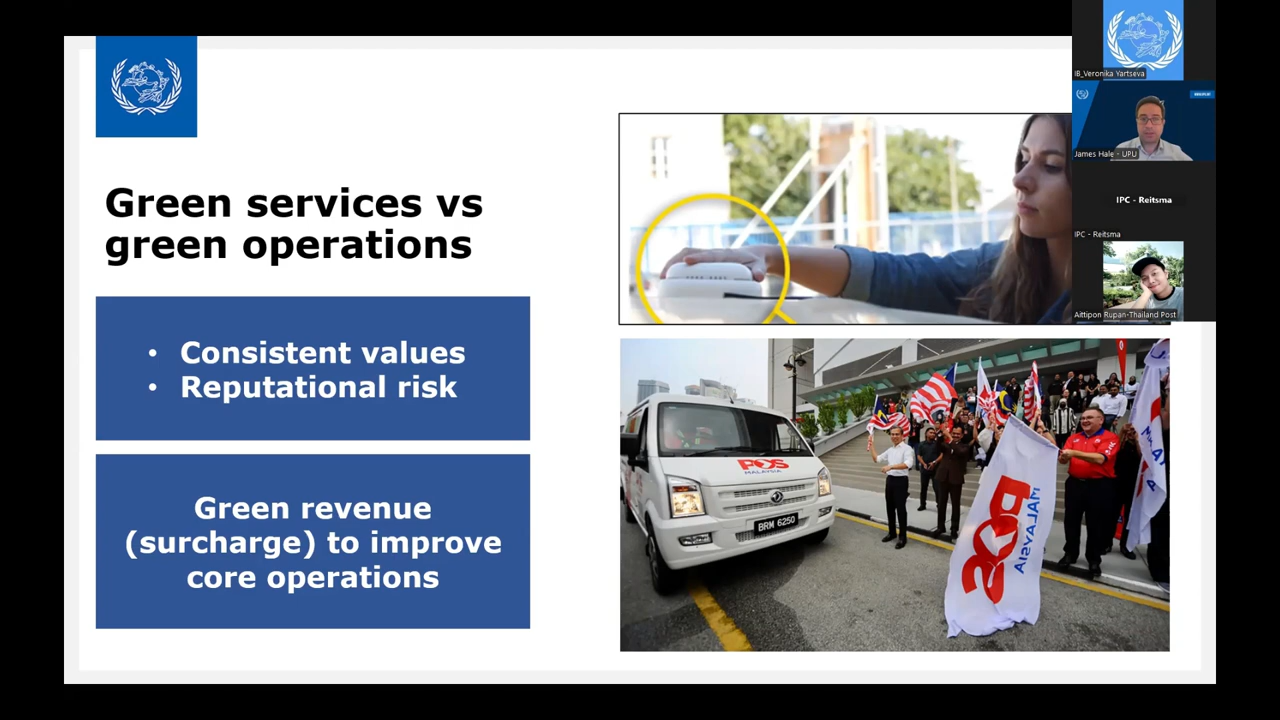 Green services vs
green operations
• Consistent values
• Reputational risk
Green revenue
(surcharge) to improve
core operations
POS
MALAYSIA
BRM 6250
POS
MALAYSIA
IB_Veronika Yartseva
James Hale - UPU
IPC - Reitsma
IPC - Reitsma
Aittipon Rupan-Thailand Post